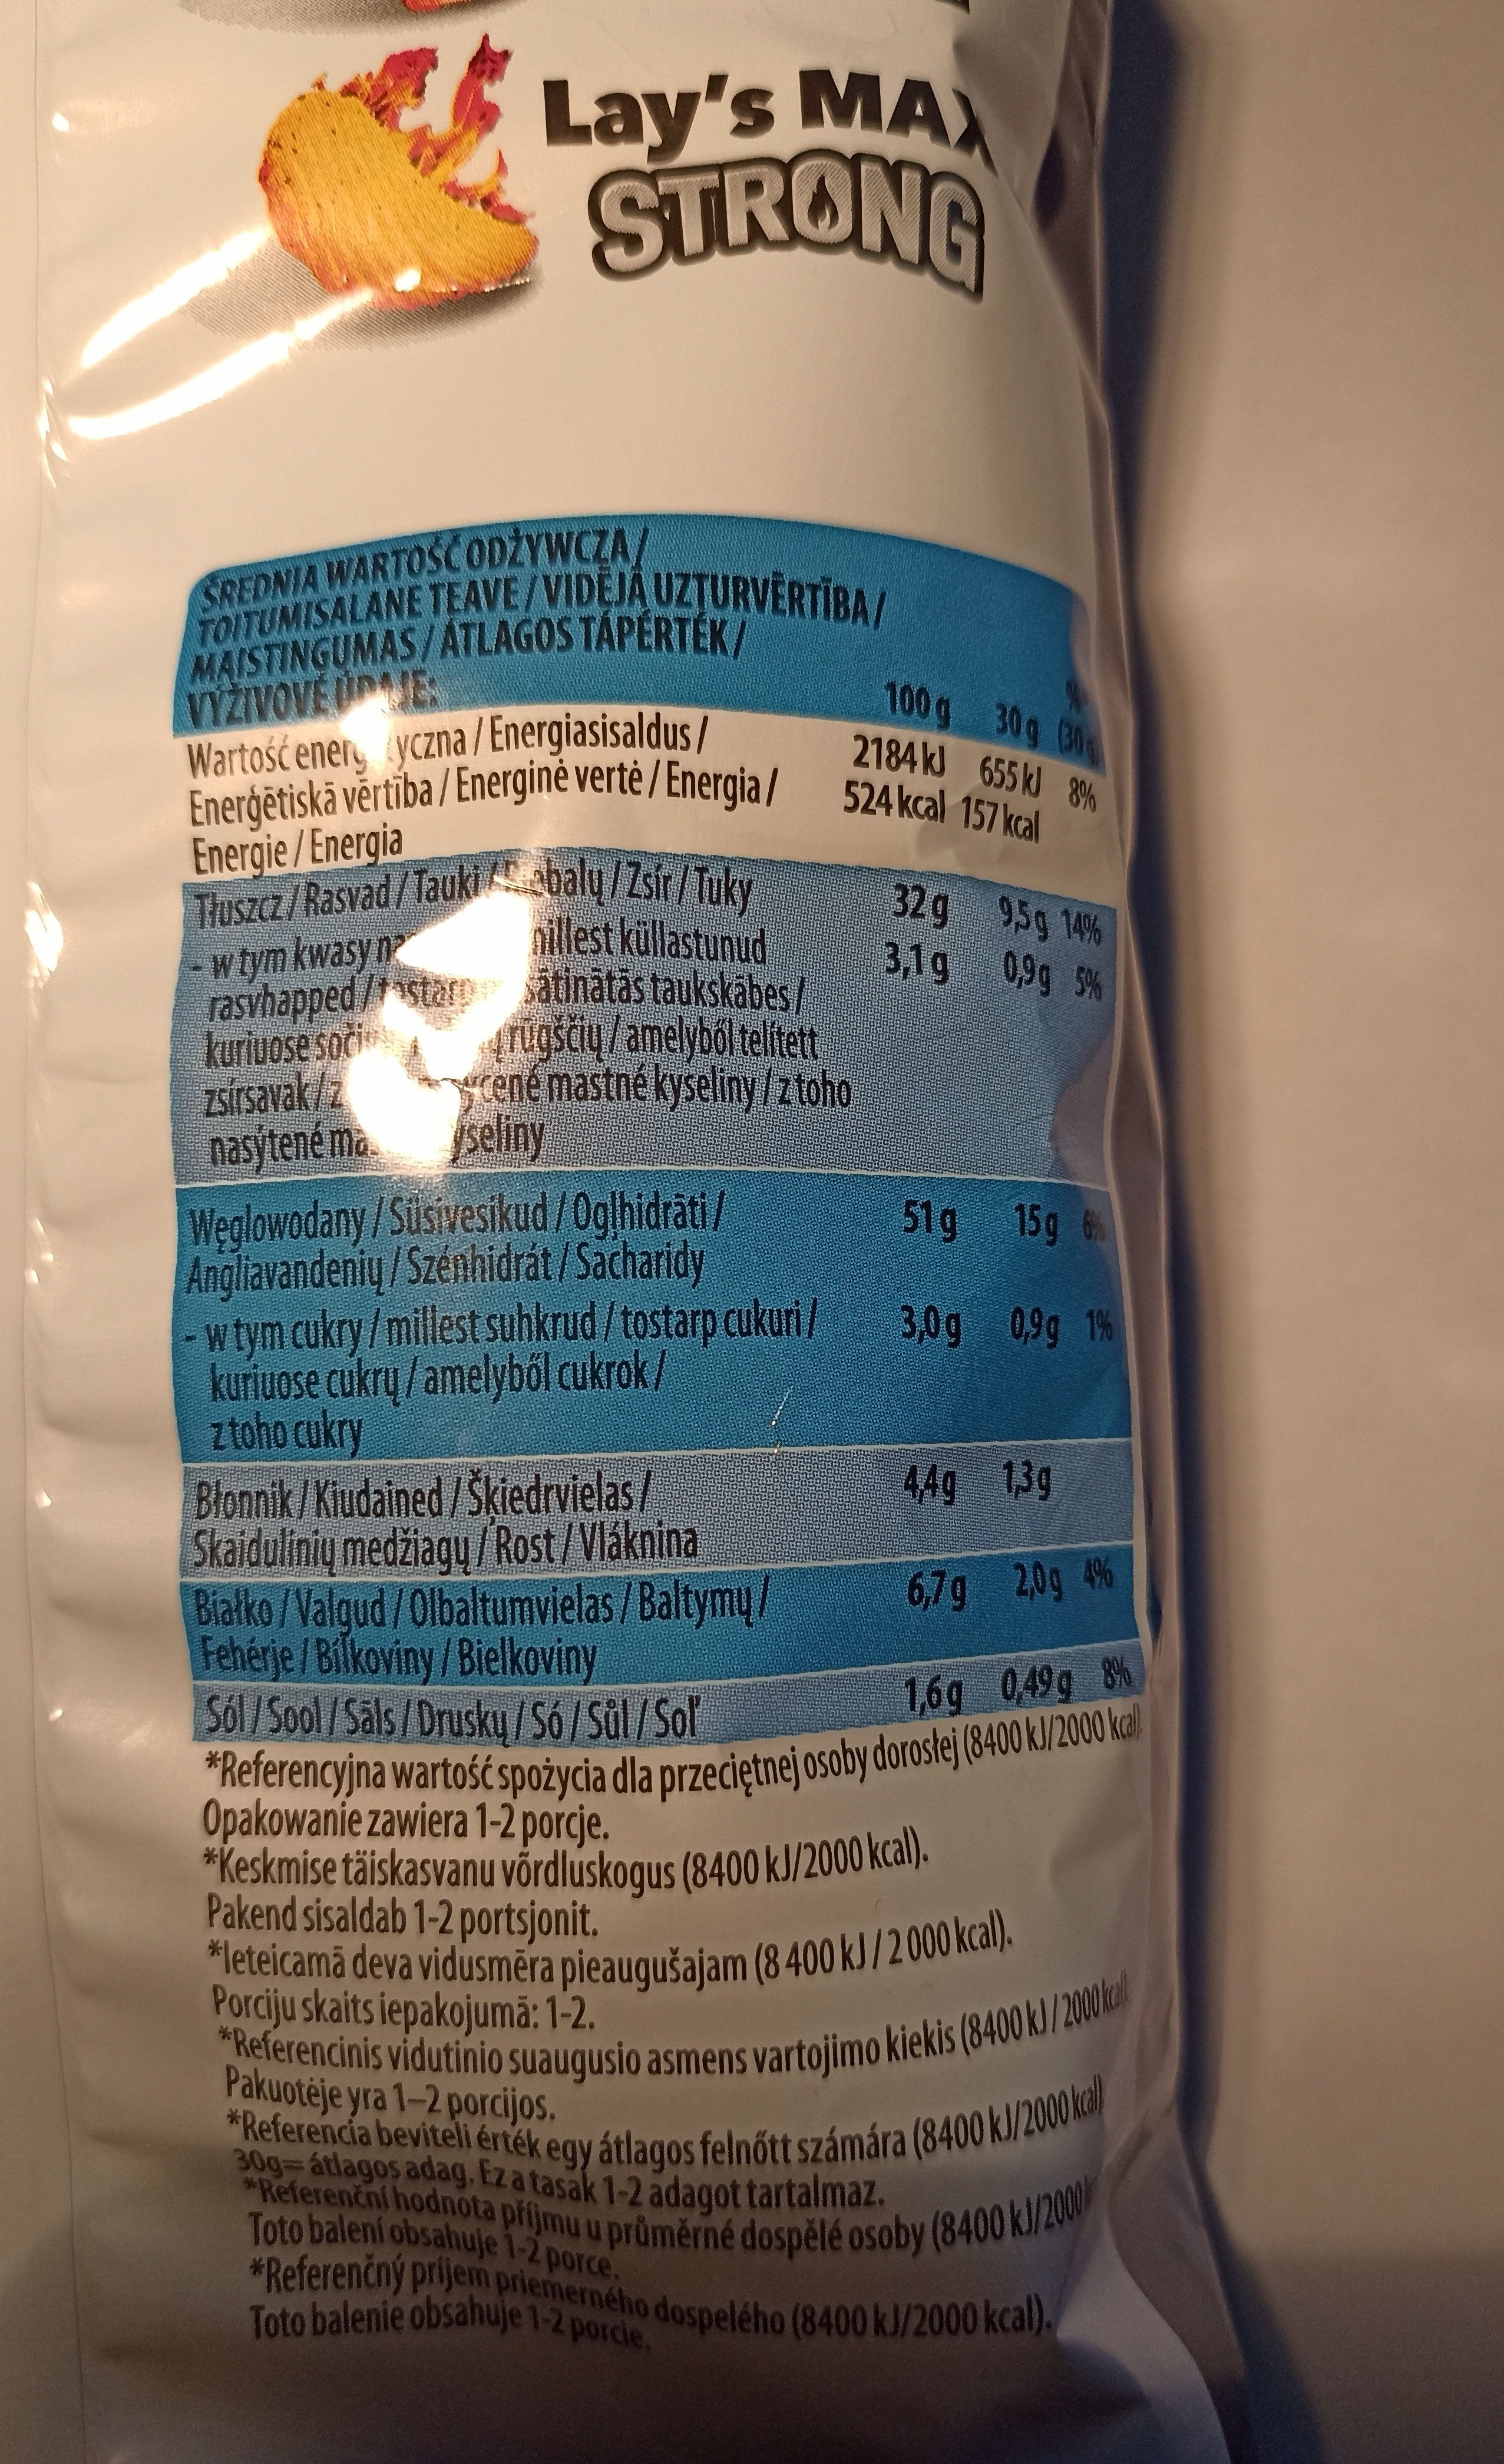 Lay's MAX
STRONG
ŚREDNIA WARTOŚĆ ODŻYWCZA /
TOITUMISALANE TEAVE / VIDĒJĀ UZTURVĒRTĪBA /
MAISTINGUMAS / ÁTLAGOS TÁPÉRTÉK /
VÝŽIVOVÉ ÚDAJE:
100 g 30 g (30 g)
Wartość energetyczna / Energiasisaldus / 2184 kJ 655 kJ 8%
Enerģētiskā vērtība / Energinė vertė / Energia / 524 kcal 157 kcal
Energie / Energia
Tłuszcz / Rasvad / Tauki / / Zsír / Tuky 32 g 9,5 g 14%
- w tym kwasy millest küllastunud 3,1 g 0,9 g 5%
rasvhapped / taukskābes /
kuriuose rūgščių / amelyből telített
zsírsavak / mastné kyseliny / z toho
nasýtené kyseliny
Węglowodany / Süsivesikud / Ogļhidrāti / 51 g 15 g 6%
Angliavandenių / Szénhidrát / Sacharidy
- w tym cukry / millest suhkrud / tostarp cukuri / 3,0 g 0,9 g 1%
kuriuose cukrų / amelyből cukrok /
z toho cukry
Błonnik / Kiudained / Šķiedrvielas / 4,4 g 1,3 g
Skaidulinių medžiagų / Rost / Vláknina
Białko / Valgud / Olbaltumvielas / Baltymų / 6,7 g 2,0 g 4%
Fehérje / Bílkoviny / Bielkoviny
Sól / Sool / Sāls / Druskų / Só / Sůl / Soľ 1,6 g 0,49 g 8%
*Referencyjna wartość spożycia dla przeciętnej osoby dorosłej (8400 kJ/2000 kcal).
Opakowanie zawiera 1-2 porcje.
*Keskmise täiskasvanu võrdluskogus (8400 kJ/2000 kcal).
Pakend sisaldab 1-2 portsjonit.
*Ieteicamā deva vidusmēra pieaugušajam (8 400 kJ / 2 000 kcal).
Porciju skaits iepakojumā: 1-2.
*Referencinis vidutinio suaugusio asmens vartojimo kiekis (8400 kJ / 2000 kcal)
Pakuotėje yra 1–2 porcijos.
*Referencia beviteli érték egy átlagos felnőtt számára (8400 kJ/2000 kcal)
30g= átlagos adag. Ez a tasak 1-2 adagot tartalmaz.
*Referenční hodnota příjmu u průměrné dospělé osoby (8400 kJ/2000
Toto balení obsahuje 1-2 porce.
*Referenčný príjem priemerného dospelého (8400 kJ/2000 kcal).
Toto balenie obsahuje 1-2 porcie.